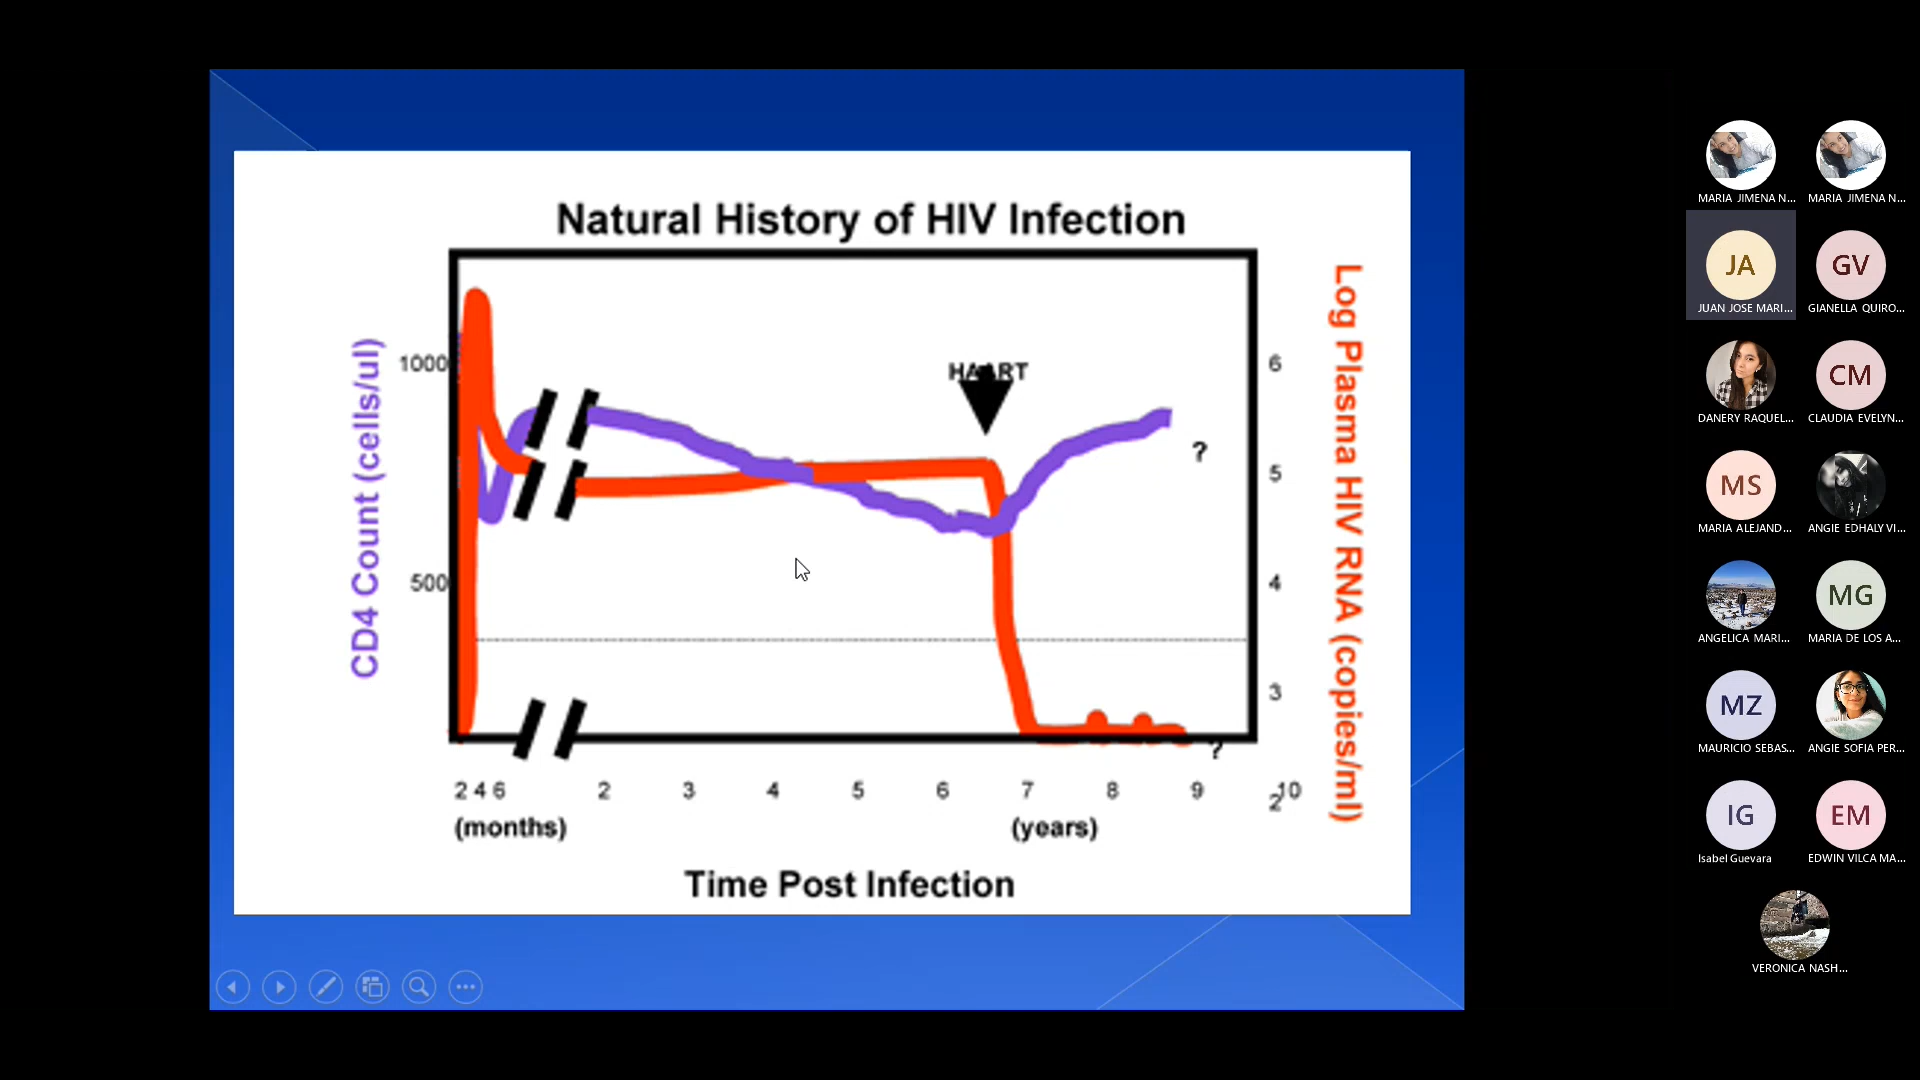 Natural History of HIV Infection
CD4 Count (cells/ul)
1000
500
HAART
?
?
6
5
4
3
2
Log Plasma HIV RNA (copies/ml)
2 4 6
2 3 4 5 6 7 8 9 10
(months)
(years)
Time Post Infection
MARIA JIMENA N...
MARIA JIMENA N...
JA
JUAN JOSE MARI...
GV
GIANELLA QUIRO...
DANERY RAQUEL...
CM
CLAUDIA EVELYN...
MS
MARIA ALEJAND...
ANGIE EDHALY VI...
ANGELICA MARI...
MG
MARIA DE LOS A...
MZ
MAURICIO SEBAS...
ANGIE SOFIA PER...
IG
Isabel Guevara
EM
EDWIN VILCA MA...
VERONICA NASH...